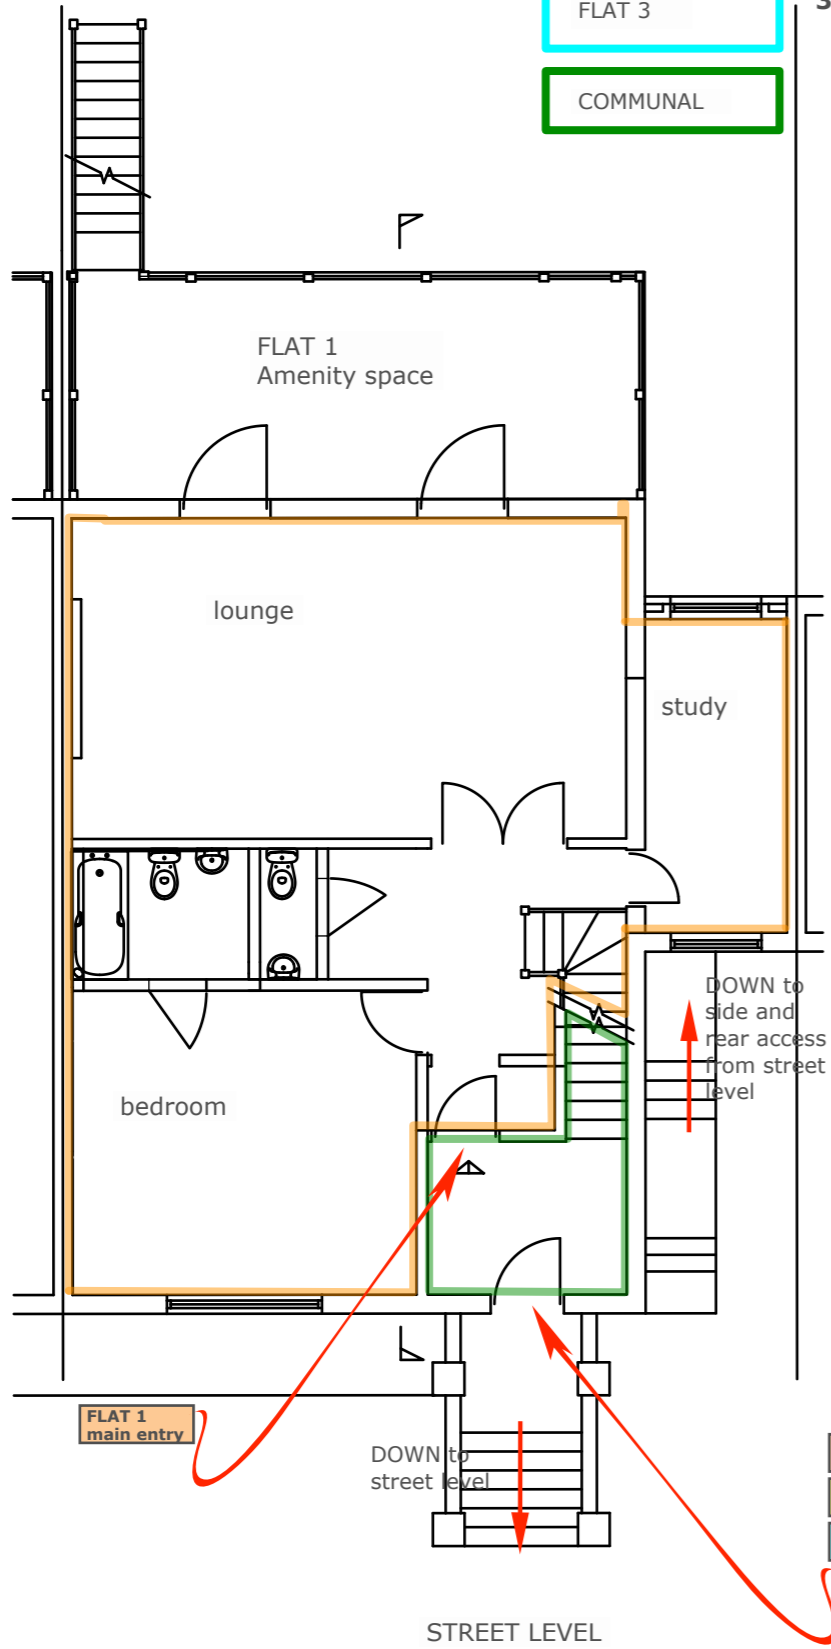 FLAT 3
COMMUNAL
FLAT 1
Amenity space
lounge
study
DOWN to
side and
rear access
from street
level
bedroom
FLAT 1
main entry
DOWN to
street level
STREET LEVEL